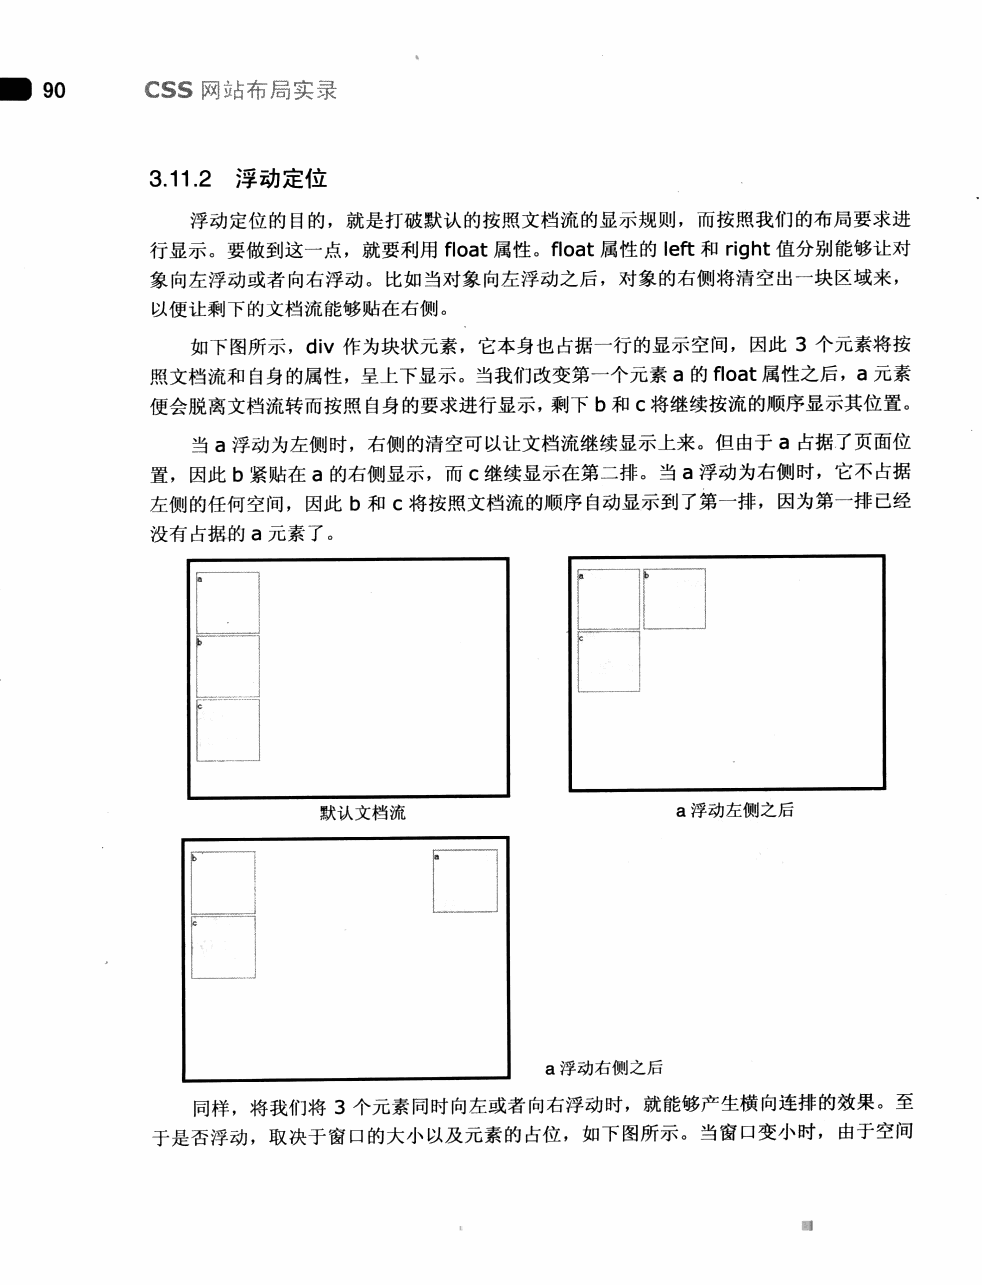 90
CSS 网站布局实录
3.11.2 浮动定位
浮动定位的目的，就是打破默认的按照文档流的显示规则，而按照我们的布局要求进
行显示。要做到这一点，就要利用 float 属性。float 属性的 left 和 right 值分别能够让对
象向左浮动或者向右浮动。比如当对象向左浮动之后，对象的右侧将清空出一块区域来，
以便让剩下的文档流能够贴在右侧。
如下图所示，div 作为块状元素，它本身也占据一行的显示空间，因此 3 个元素将按
照文档流和自身的属性，呈上下显示。当我们改变第一个元素 a 的 float 属性之后，a 元素
便会脱离文档流转而按照自身的要求进行显示，剩下 b 和 c 将继续按流的顺序显示其位置。
当 a 浮动为左侧时，右侧的清空可以让文档流继续显示上来。但由于 a 占据了页面位
置，因此 b 紧贴在 a 的右侧显示，而 c 继续显示在第二排。当 a 浮动为右侧时，它不占据
左侧的任何空间，因此 b 和 c 将按照文档流的顺序自动显示到了第一排，因为第一排已经
没有占据的 a 元素了。
a
b
c
默认文档流
a b
c
a 浮动左侧之后
b a
c
a 浮动右侧之后
同样，将我们将 3 个元素同时向左或者向右浮动时，就能够产生横向连排的效果。至
于是否浮动，取决于窗口的大小以及元素的占位，如下图所示。当窗口变小时，由于空间